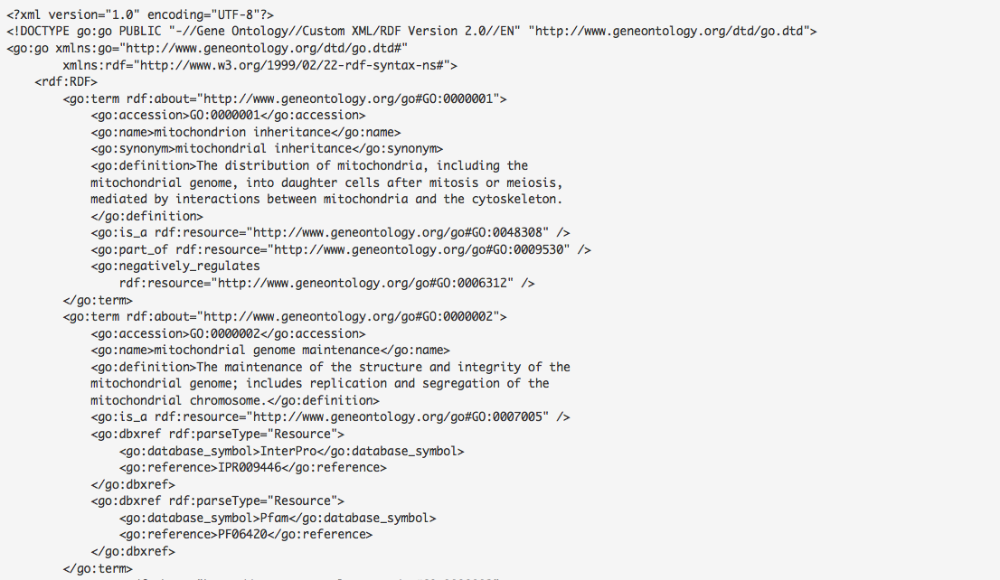 <?xml version="1.0" encoding="UTF-8"?>
<!DOCTYPE go:go PUBLIC "-//Gene Ontology//Custom XML/RDF Version 2.0//EN" "http://www.geneontology.org/dtd/go.dtd">
<go:go xmlns:go="http://www.geneontology.org/dtd/go.dtd#"
        xmlns:rdf="http://www.w3.org/1999/02/22-rdf-syntax-ns#">
    <rdf:RDF>
        <go:term rdf:about="http://www.geneontology.org/go#GO:0000001">
            <go:accession>GO:0000001</go:accession>
            <go:name>mitochondrion inheritance</go:name>
            <go:synonym>mitochondrial inheritance</go:synonym>
            <go:definition>The distribution of mitochondria, including the
            mitochondrial genome, into daughter cells after mitosis or meiosis,
            mediated by interactions between mitochondria and the cytoskeleton.
            </go:definition>
            <go:is_a rdf:resource="http://www.geneontology.org/go#GO:0048308" />
            <go:part_of rdf:resource="http://www.geneontology.org/go#GO:0009530" />
            <go:negatively_regulates
                rdf:resource="http://www.geneontology.org/go#GO:0006312" />
        </go:term>
        <go:term rdf:about="http://www.geneontology.org/go#GO:0000002">
            <go:accession>GO:0000002</go:accession>
            <go:name>mitochondrial genome maintenance</go:name>
            <go:definition>The maintenance of the structure and integrity of the
            mitochondrial genome; includes replication and segregation of the
            mitochondrial chromosome.</go:definition>
            <go:is_a rdf:resource="http://www.geneontology.org/go#GO:0007005" />
            <go:dbxref rdf:parseType="Resource">
                <go:database_symbol>InterPro</go:database_symbol>
                <go:reference>IPR009446</go:reference>
            </go:dbxref>
            <go:dbxref rdf:parseType="Resource">
                <go:database_symbol>Pfam</go:database_symbol>
                <go:reference>PF06420</go:reference>
            </go:dbxref>
        </go:term>